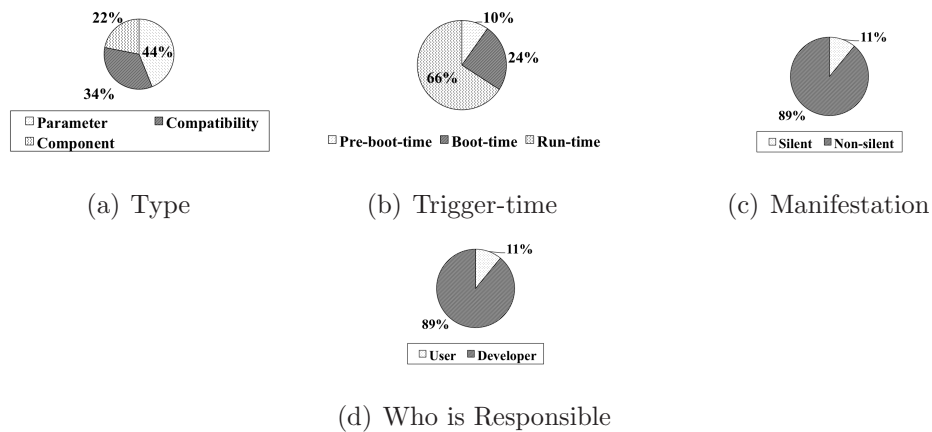 22%
44%
34%
Parameter Compatibility
Component
(a) Type
10%
24%
66%
Pre-boot-time Boot-time Run-time
(b) Trigger-time
11%
89%
Silent Non-silent
(c) Manifestation
11%
89%
User Developer
(d) Who is Responsible